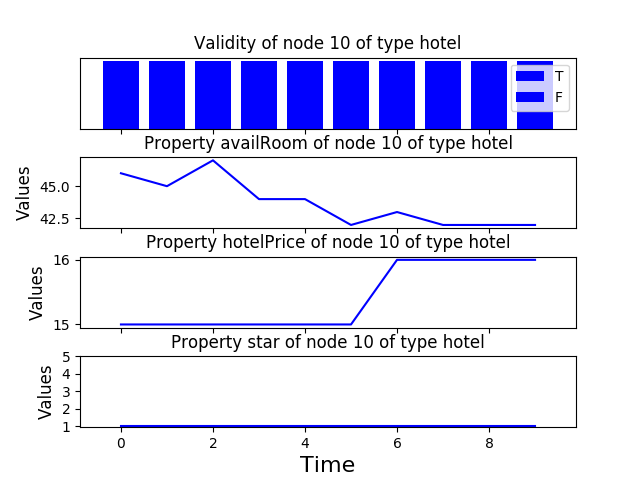 Validity of node 10 of type hotel
T
F
Property availRoom of node 10 of type hotel
Values
45.0
42.5
Property hotelPrice of node 10 of type hotel
Values
16
15
Property star of node 10 of type hotel
Values
5
4
3
2
1
0 2 4 6 8
Time